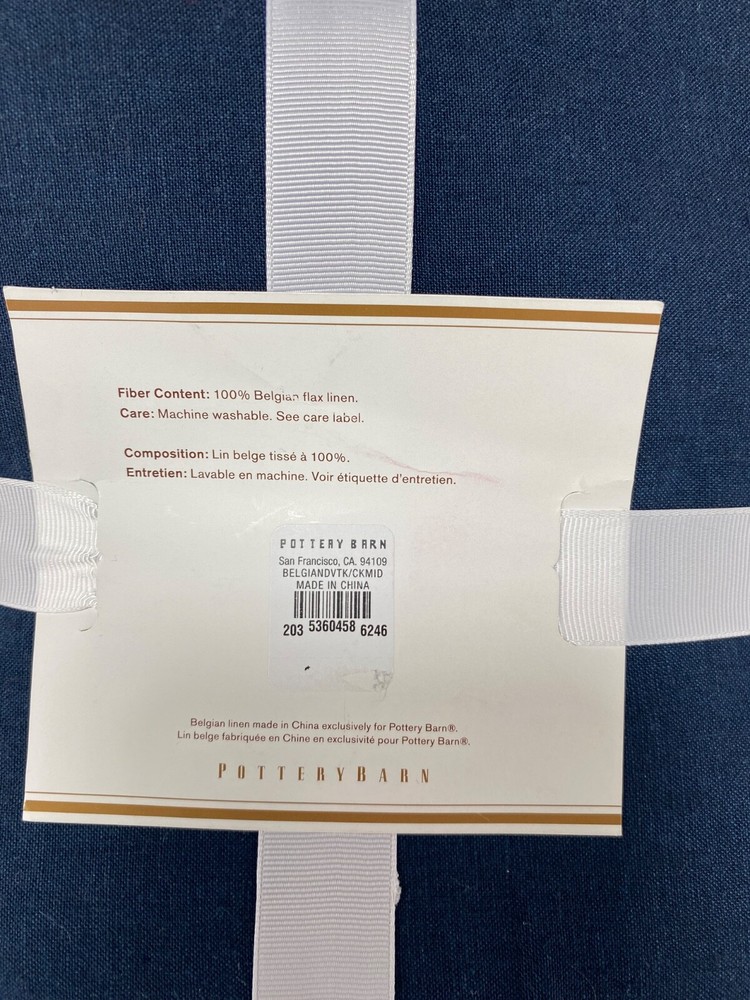 Fiber Content: 100% Belgian flax linen.
Care: Machine washable. See care label.
Composition: Lin belge tissé à 100%.
Entretien: Lavable en machine. Voir étiquette d'entretien.
POTTERY BARN
San Francisco, CA. 94109
BELGIANDVTK/CKMID
MADE IN CHINA
203 5360458 6246
Belgian linen made in China exclusively for Pottery Barn®.
Lin belge fabriquée en Chine en exclusivité pour Pottery Barn®.
POTTERYBARN